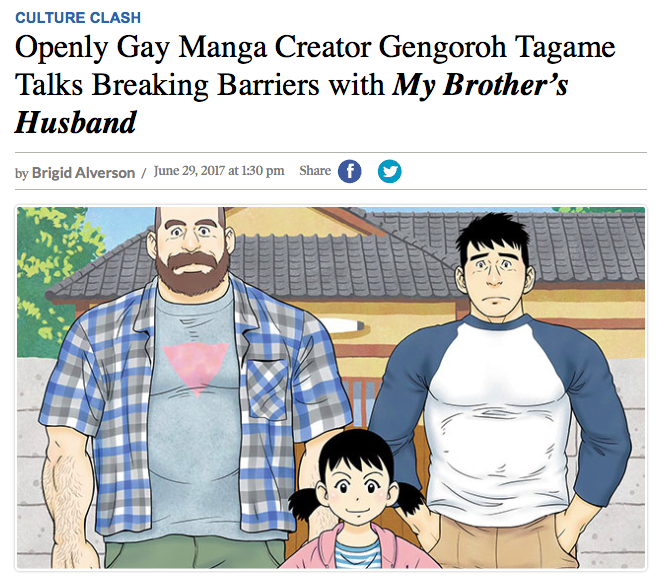 CULTURE CLASH
Openly Gay Manga Creator Gengoroh Tagame
Talks Breaking Barriers with My Brother's
Husband
by Brigid Alverson / June 29, 2017 at 1:30 pm Share